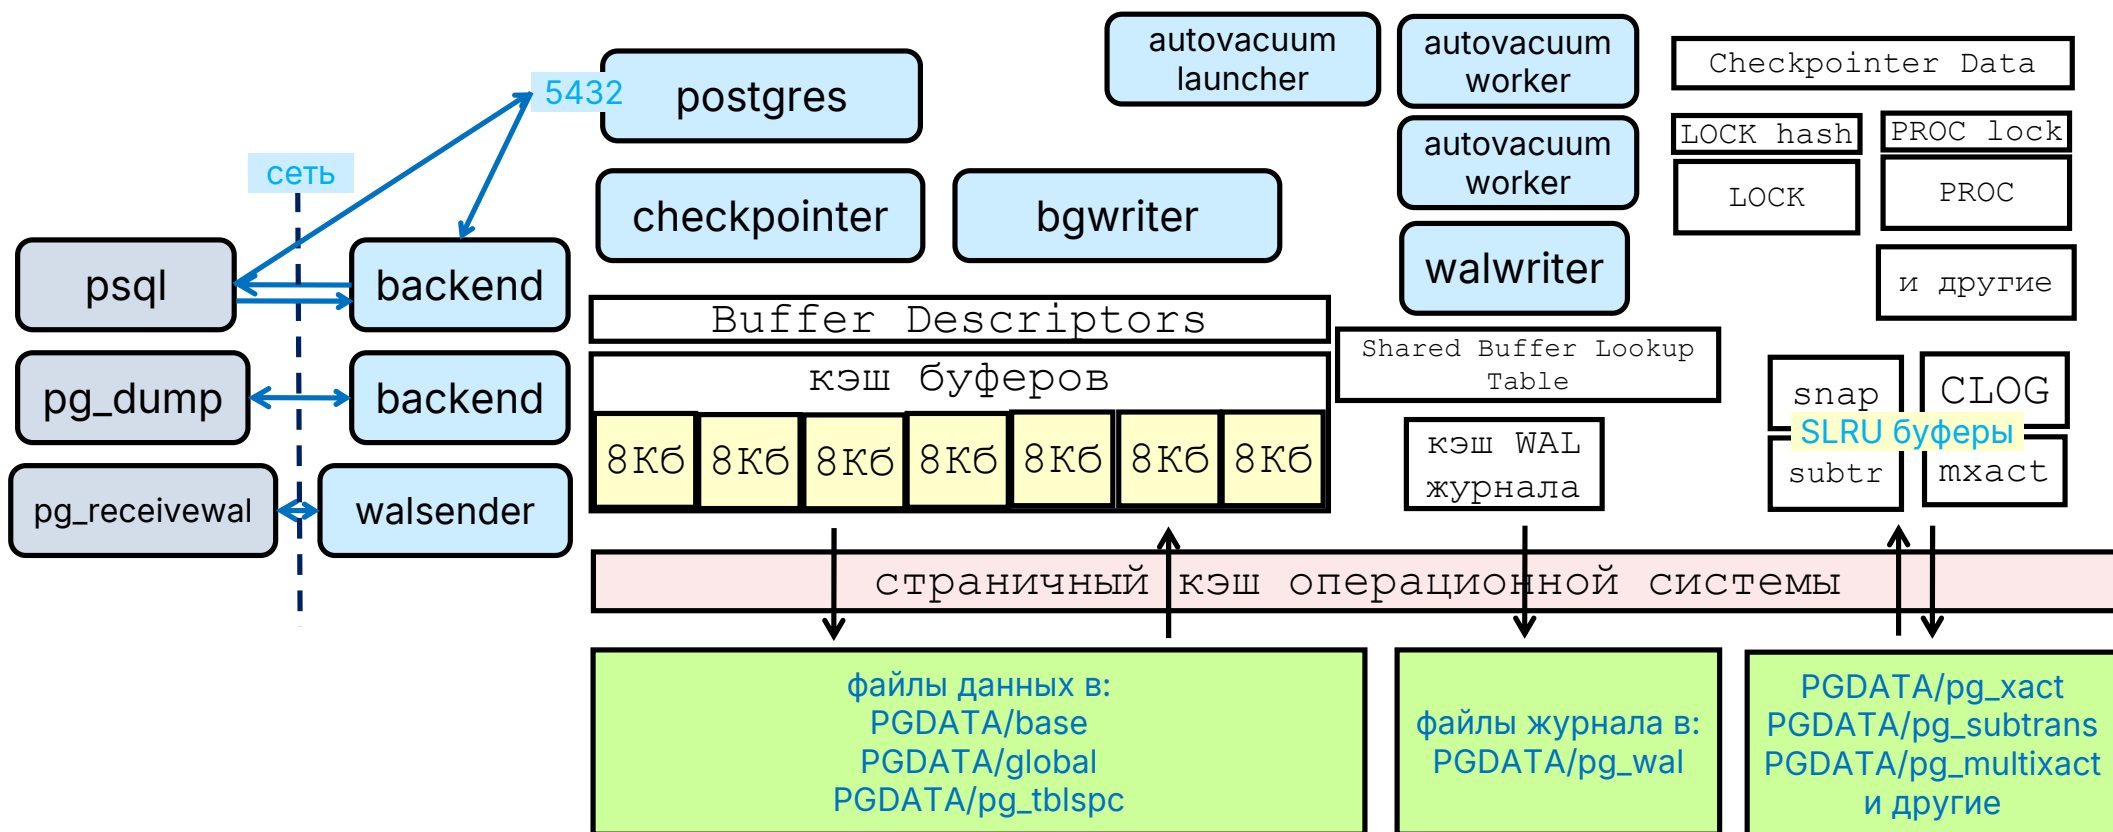 autovacuum
launcher
autovacuum
worker
Checkpointer Data
5432
postgres
LOCK hash
PROC lock
autovacuum
worker
сеть
LOCK
PROC
checkpointer
bgwriter
psql
backend
walwriter
и другие
Buffer Descriptors
Shared Buffer Lookup
Table
кэш буферов
pg_dump
backend
snap
CLOG
SLRU буферы
subtr
mxact
8Кб
8Кб
8Кб
8Кб
8Кб
8Кб
8Кб
кэш WAL
журнала
pg_receivewal
walsender
страничный кэш операционной системы
файлы данных в:
PGDATA/base
PGDATA/global
PGDATA/pg_tblspc
файлы журнала в:
PGDATA/pg_wal
PGDATA/pg_xact
PGDATA/pg_subtrans
PGDATA/pg_multixact
и другие